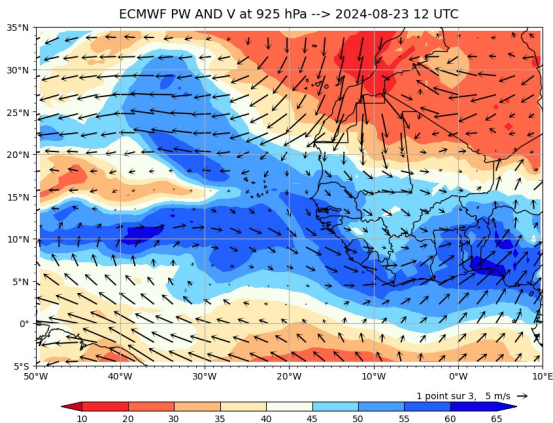 ECMWF PW AND V at 925 hPa --> 2024-08-23 12 UTC
35°N
30°N
25°N
20°N
15°N
10°N
5°N
0°
5°S
50°W 40°W 30°W 20°W 10°W 0°W 10°E
1 point sur 3, 5 m/s
10 20 30 35 40 45 50 55 60 65